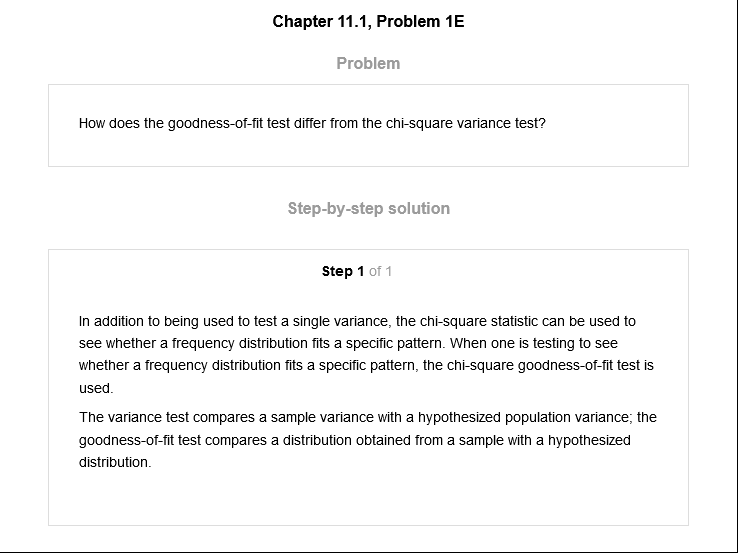 Chapter 11.1, Problem 1E
Problem
How does the goodness-of-fit test differ from the chi-square variance test?
Step-by-step solution
Step 1 of 1
In addition to being used to test a single variance, the chi-square statistic can be used to
see whether a frequency distribution fits a specific pattern. When one is testing to see
whether a frequency distribution fits a specific pattern, the chi-square goodness-of-fit test is
used.
The variance test compares a sample variance with a hypothesized population variance; the
goodness-of-fit test compares a distribution obtained from a sample with a hypothesized
distribution.